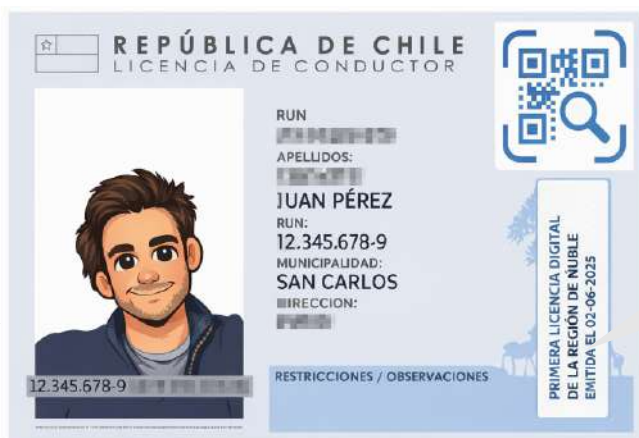 REPÚBLICA DE CHILE
LICENCIA DE CONDUCTOR
RUN
APELLIDOS:
JUAN PÉREZ
RUN:
12.345.678-9
MUNICIPALIDAD:
SAN CARLOS
DIRECCION:
12.345.678-9
RESTRICCIONES / OBSERVACIONES
PRIMERA LICENCIA DIGITAL
DE LA REGIÓN DE ÑUBLE
EMITIDA EL 02-06-2025